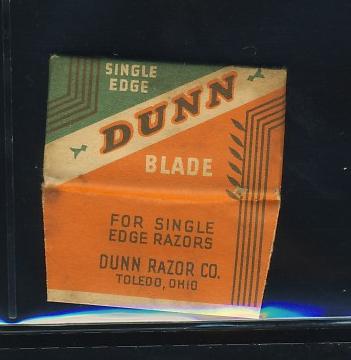 SINGLE
EDGE
DUNN
BLADE
FOR SINGLE
EDGE RAZORS
DUNN RAZOR CO.
TOLEDO, OHIO